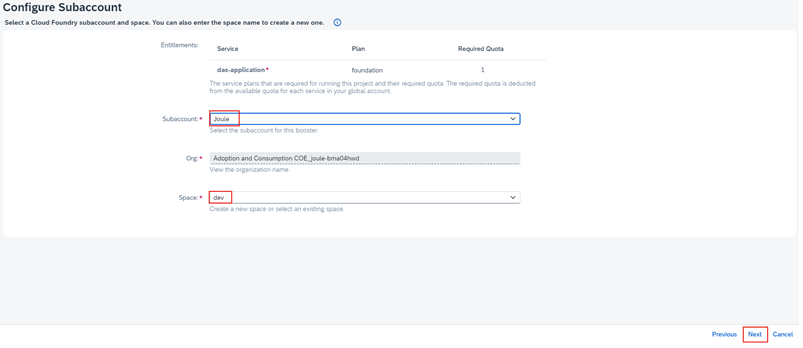 Configure Subaccount
Select a Cloud Foundry subaccount and space. You can also enter the space name to create a new one.
Entitlements:
Service Plan Required Quota
das-application* foundation 1
The service plans that are required for running this project and their required quota. The required quota is deducted
from the available quota for each service in your global account.
Subaccount:* Joule
Select the subaccount for this booster.
Org:* Adoption and Consumption COE_joule-bma04hwd
View the organization name.
Space:* dev
Create a new space or select an existing space.
Previous Next Cancel